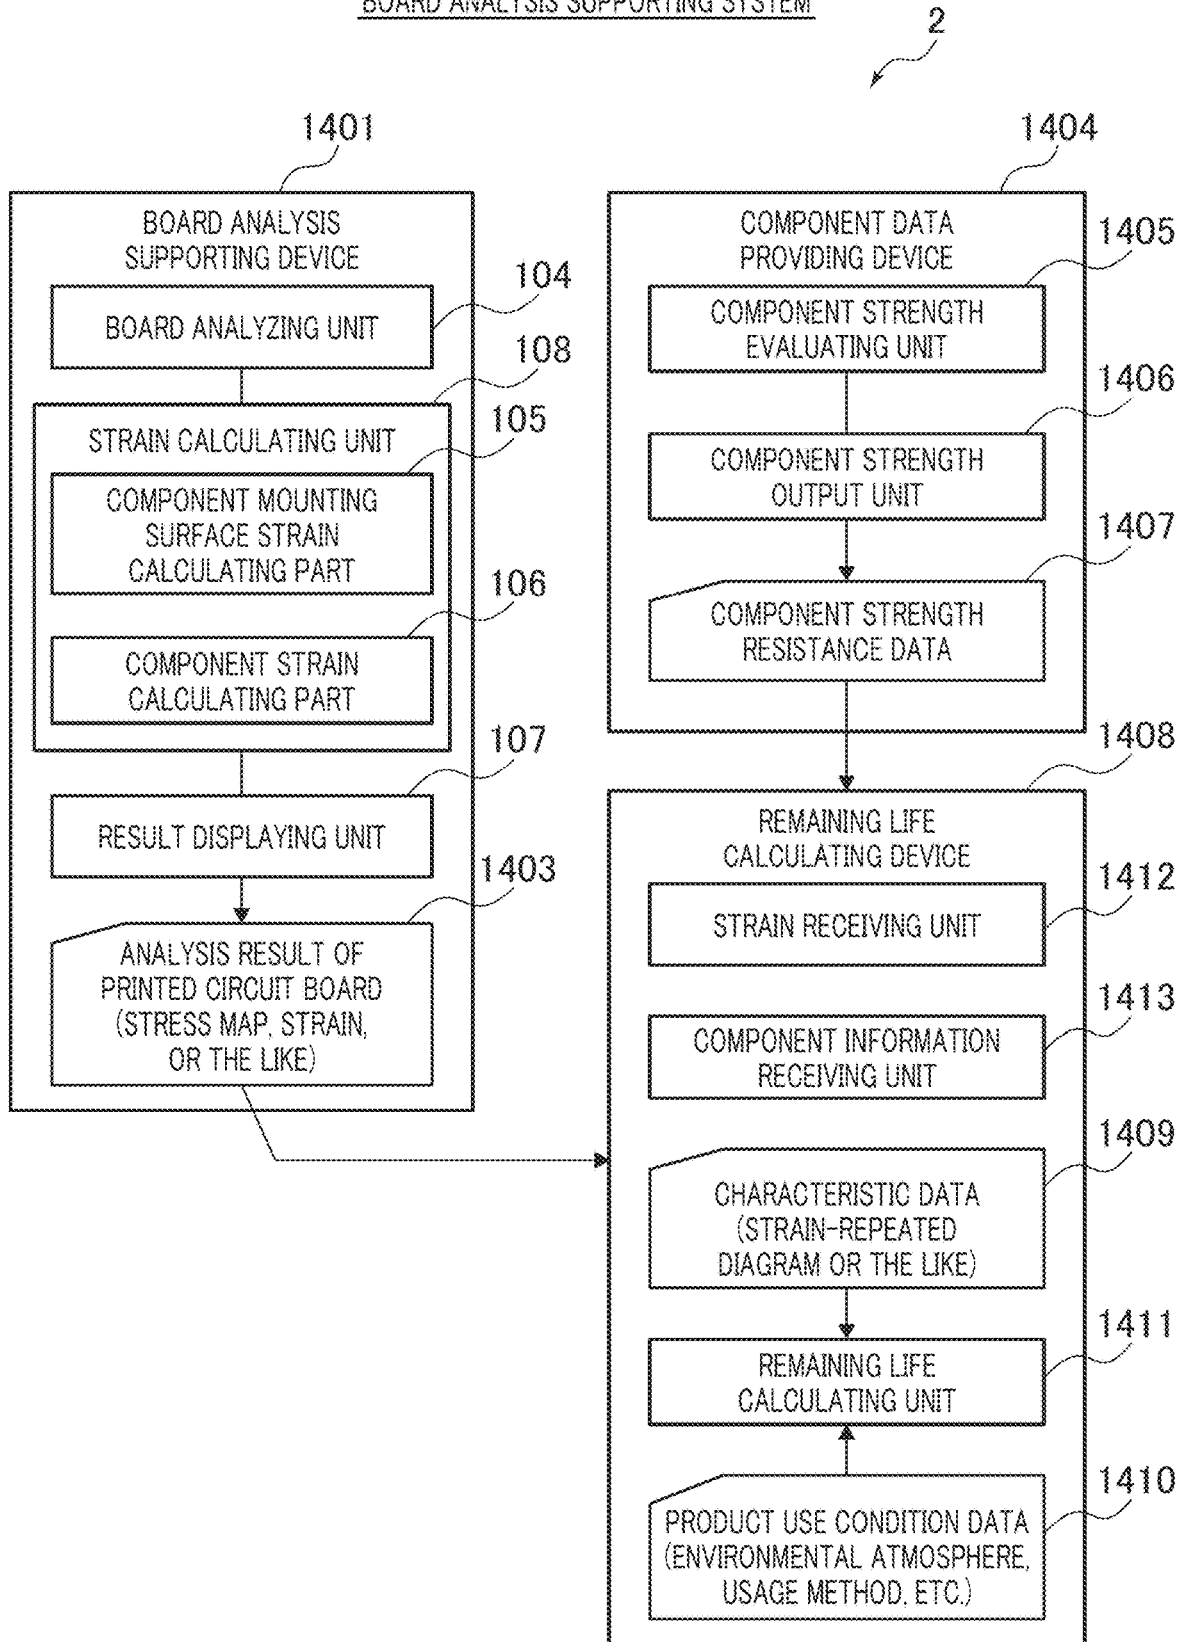 BOARD ANALYSIS SUPPORTING SYSTEM
2
1401
BOARD ANALYSIS
SUPPORTING DEVICE
104
BOARD ANALYZING UNIT
108
STRAIN CALCULATING UNIT
105
COMPONENT MOUNTING
SURFACE STRAIN
CALCULATING PART
106
COMPONENT STRAIN
CALCULATING PART
107
RESULT DISPLAYING UNIT
1403
ANALYSIS RESULT OF
PRINTED CIRCUIT BOARD
(STRESS MAP, STRAIN,
OR THE LIKE)
1404
COMPONENT DATA
PROVIDING DEVICE
1405
COMPONENT STRENGTH
EVALUATING UNIT
1406
COMPONENT STRENGTH
OUTPUT UNIT
1407
COMPONENT STRENGTH
RESISTANCE DATA
1408
REMAINING LIFE
CALCULATING DEVICE
1412
STRAIN RECEIVING UNIT
1413
COMPONENT INFORMATION
RECEIVING UNIT
1409
CHARACTERISTIC DATA
(STRAIN-REPEATED
DIAGRAM OR THE LIKE)
1411
REMAINING LIFE
CALCULATING UNIT
1410
PRODUCT USE CONDITION DATA
(ENVIRONMENTAL ATMOSPHERE,
USAGE METHOD, ETC.)